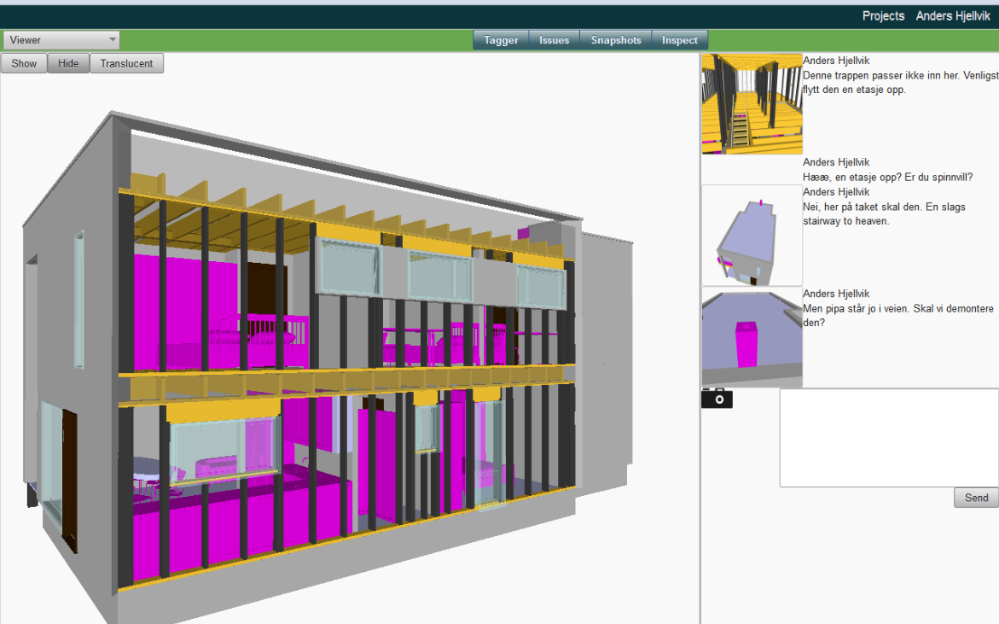 Projects Anders Hjellvik
Viewer
Tagger Issues Snapshots Inspect
Show Hide Translucent
Anders Hjellvik
Denne trappen passer ikke inn her. Venligst
flytt den en etasje opp.
Anders Hjellvik
Hææ, en etasje opp? Er du spinnvill?
Anders Hjellvik
Nei, her på taket skal den. En slags
stairway to heaven.
Anders Hjellvik
Men pipa står jo i veien. Skal vi demontere
den?
Send